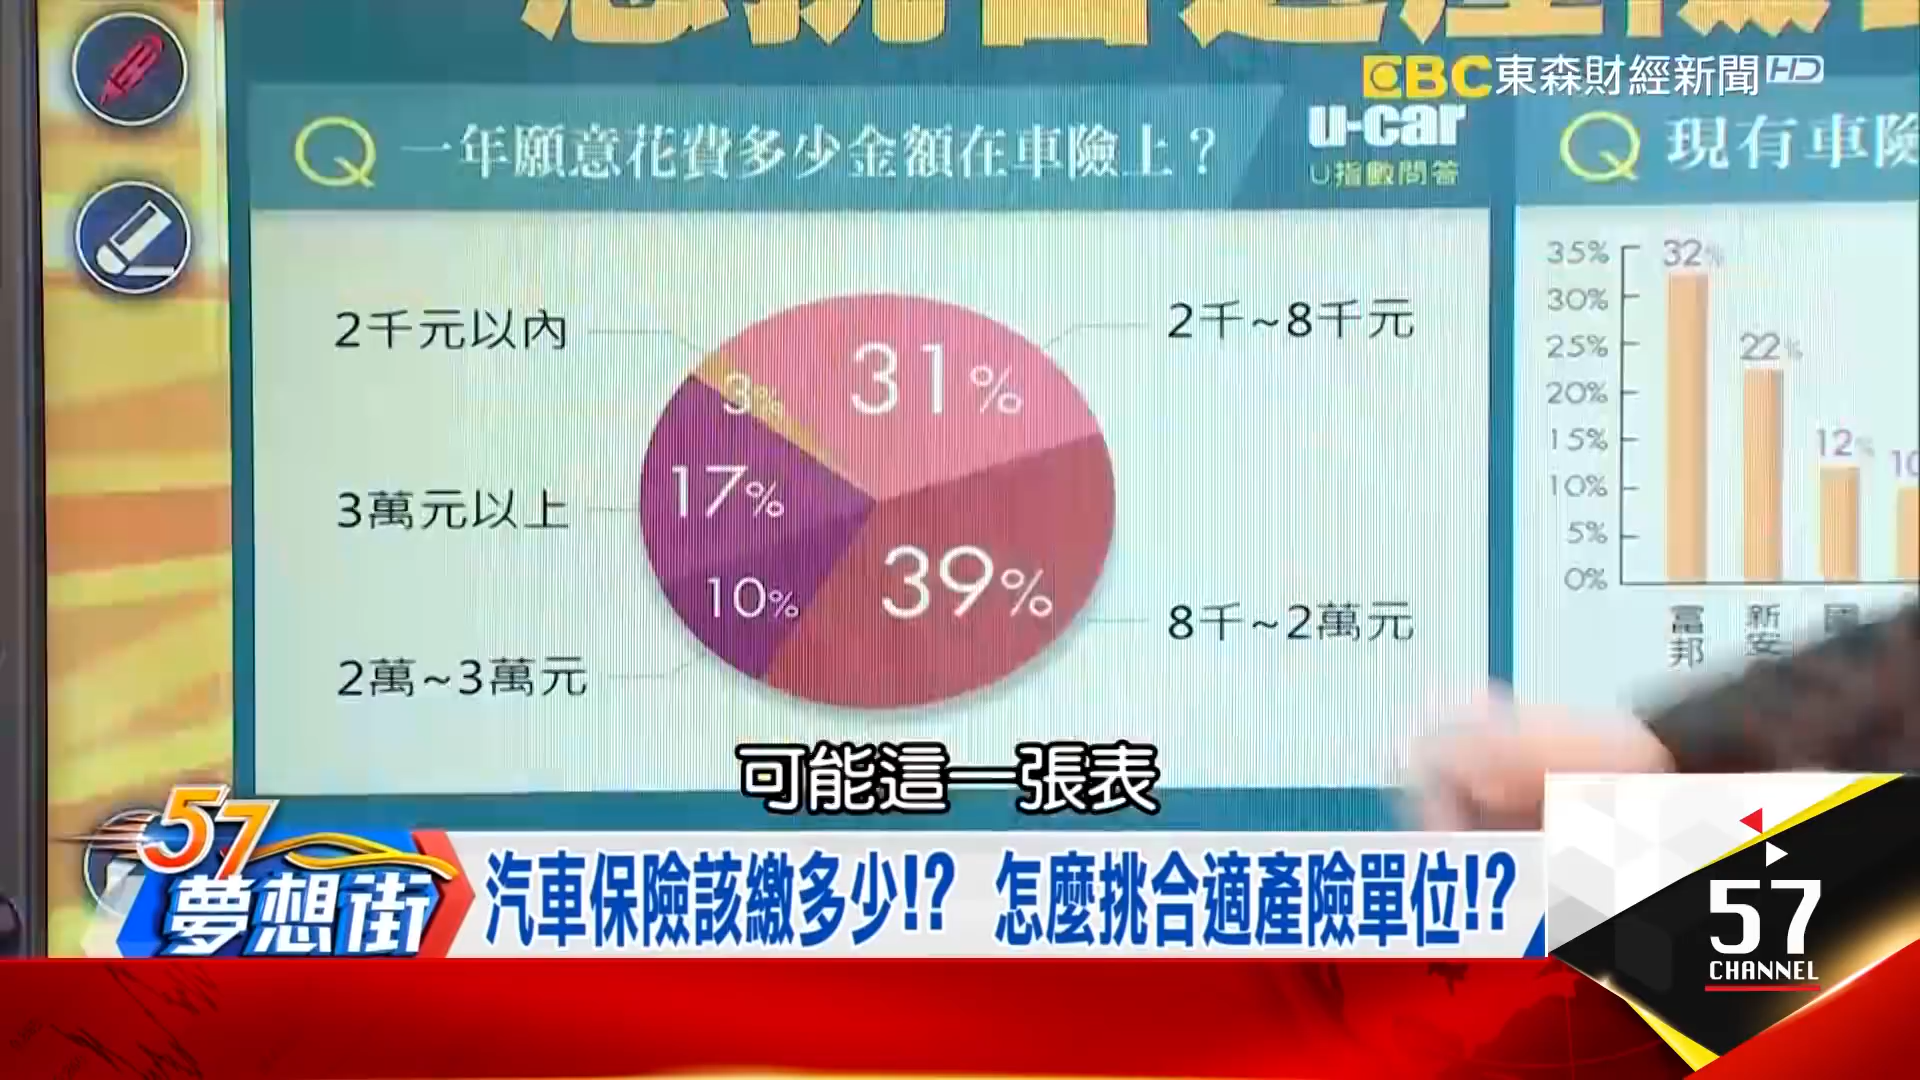 EBC東森財經新聞HD
Q 一年願意花費多少金額在車險上？
u-car
U指數問答
Q 現有車險
2千元以內
3%
31%
2千~8千元
3萬元以上
17%
10%
39%
2萬~3萬元
8千~2萬元
35%
30%
25%
20%
15%
10%
5%
0%
32%
22%
12%
10
富邦
新安
可能這一張表
57夢想街
汽車保險該繳多少!? 怎麼挑合適產險單位!?
57
CHANNEL